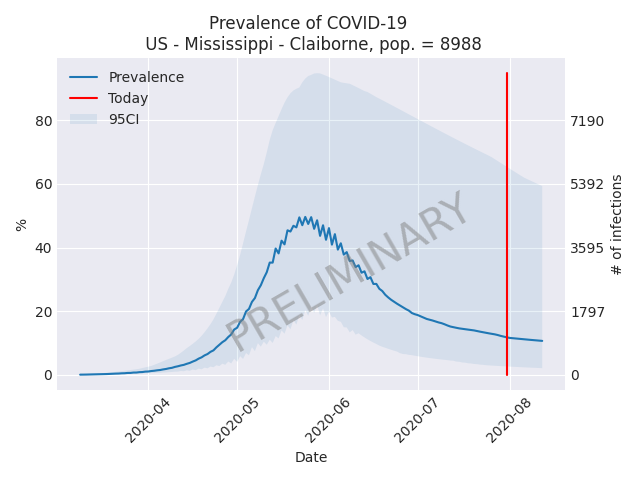 Prevalence of COVID-19
US - Mississippi - Claiborne, pop. = 8988
Prevalence
Today
95CI
80
60
40
20
0
%
7190
5392
3595
1797
0
# of infections
PRELIMINARY
2020-04
2020-05
2020-06
2020-07
2020-08
Date